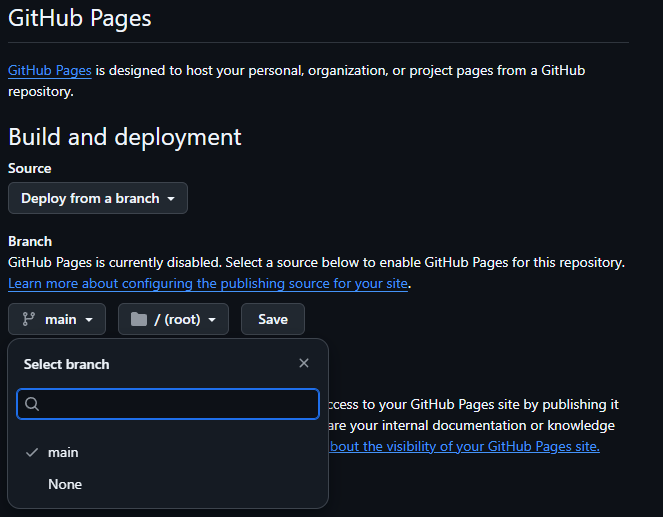 GitHub Pages
GitHub Pages is designed to host your personal, organization, or project pages from a GitHub
repository.
Build and deployment
Source
Deploy from a branch
Branch
GitHub Pages is currently disabled. Select a source below to enable GitHub Pages for this repository.
Learn more about configuring the publishing source for your site.
main / (root) Save
Select branch
ccess to your GitHub Pages site by publishing it
are your internal documentation or knowledge
main
bout the visibility of your GitHub Pages site.
None